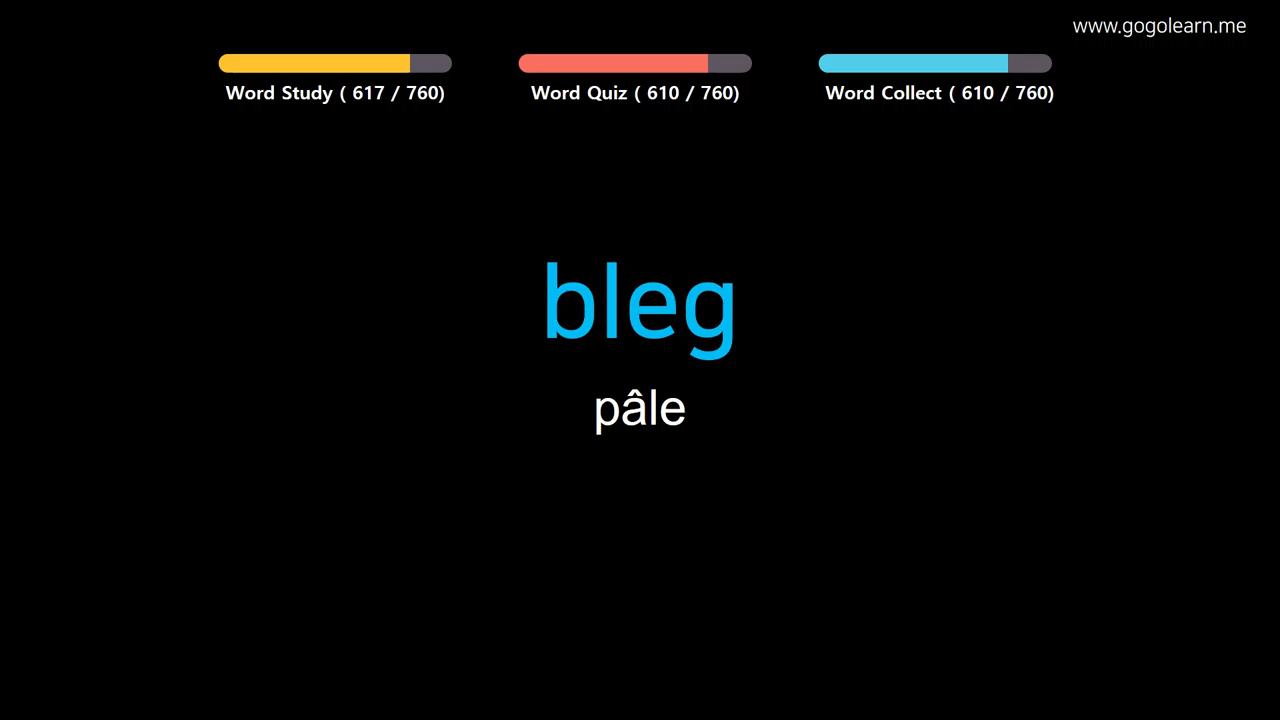 www.gogolearn.me
Word Study ( 617 / 760)
Word Quiz ( 610 / 760)
Word Collect ( 610 / 760)
bleg
pâle